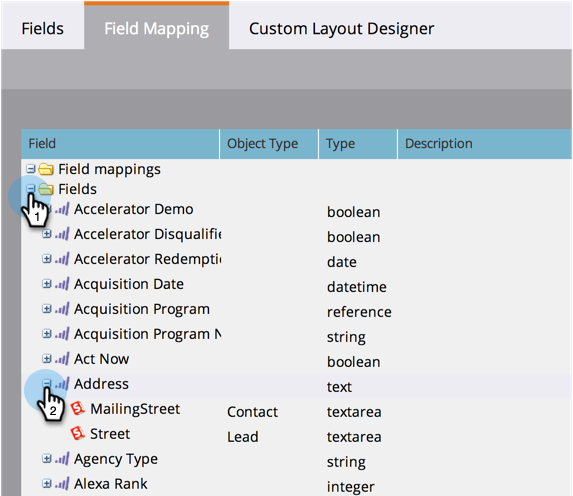 Fields Field Mapping Custom Layout Designer
Field Object Type Type Description
Field mappings
Fields
1
Accelerator Demo boolean
Accelerator Disqualifie boolean
Accelerator Redemptio date
Acquisition Date datetime
Acquisition Program reference
Acquisition Program N string
Act Now boolean
Address text
2
MailingStreet Contact textarea
Street Lead textarea
Agency Type string
Alexa Rank integer